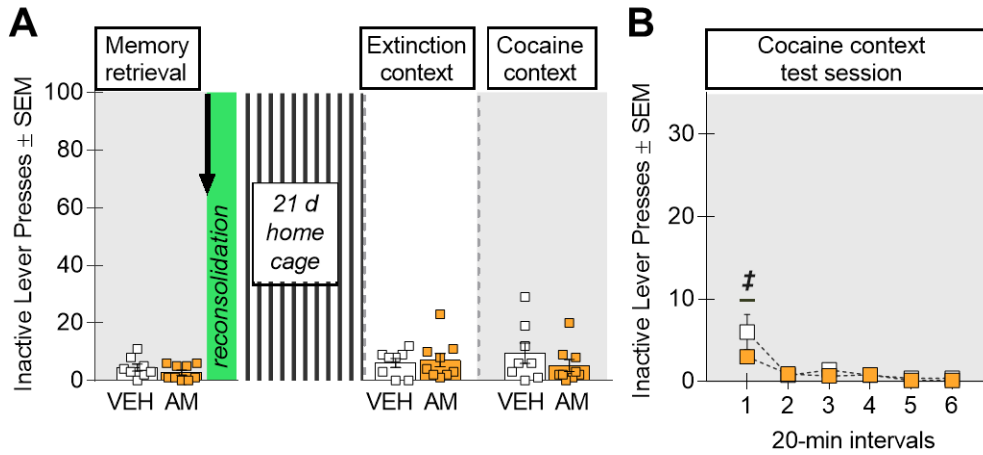 A
Memory
retrieval
Extinction
context
Cocaine
context
Inactive Lever Presses ± SEM
100
80
60
40
20
0
reconsolidation
21 d
home
cage
VEH AM
VEH AM
VEH AM
B
Cocaine context
test session
Inactive Lever Presses ± SEM
30
20
10
0
‡
1 2 3 4 5 6
20-min intervals